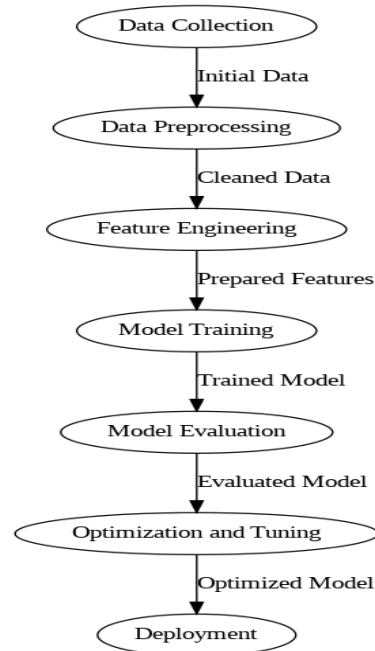 Data Collection
Initial Data
Data Preprocessing
Cleaned Data
Feature Engineering
Prepared Features
Model Training
Trained Model
Model Evaluation
Evaluated Model
Optimization and Tuning
Optimized Model
Deployment